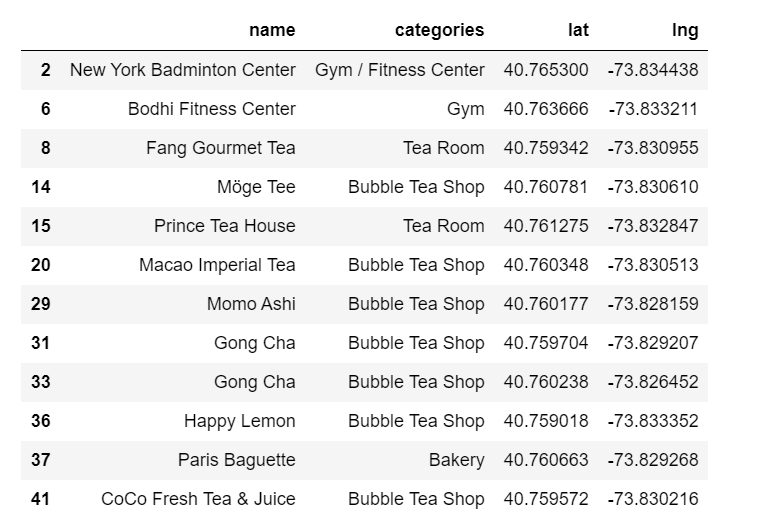 name categories lat lng
2 New York Badminton Center Gym / Fitness Center 40.765300 -73.834438
6 Bodhi Fitness Center Gym 40.763666 -73.833211
8 Fang Gourmet Tea Tea Room 40.759342 -73.830955
14 Möge Tee Bubble Tea Shop 40.760781 -73.830610
15 Prince Tea House Tea Room 40.761275 -73.832847
20 Macao Imperial Tea Bubble Tea Shop 40.760348 -73.830513
29 Momo Ashi Bubble Tea Shop 40.760177 -73.828159
31 Gong Cha Bubble Tea Shop 40.759704 -73.829207
33 Gong Cha Bubble Tea Shop 40.760238 -73.826452
36 Happy Lemon Bubble Tea Shop 40.759018 -73.833352
37 Paris Baguette Bakery 40.760663 -73.829268
41 CoCo Fresh Tea & Juice Bubble Tea Shop 40.759572 -73.830216